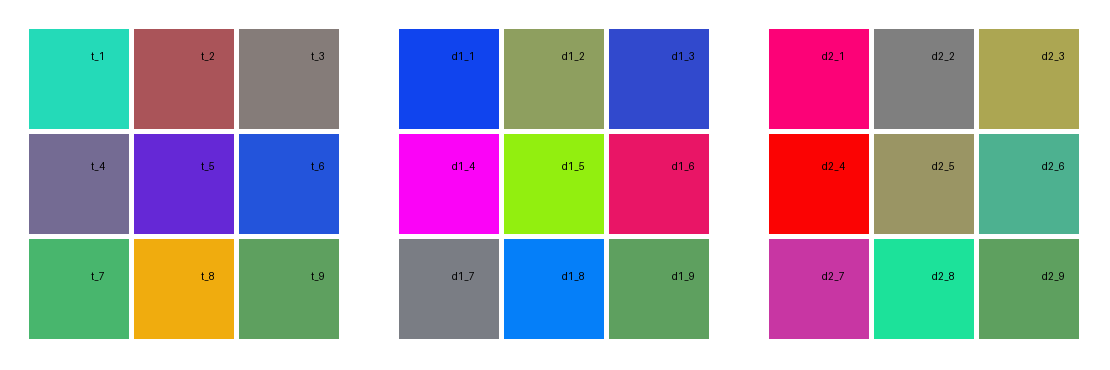 t_1 t_2 t_3 d1_1 d1_2 d1_3 d2_1 d2_2 d2_3
t_4 t_5 t_6 d1_4 d1_5 d1_6 d2_4 d2_5 d2_6
t_7 t_8 t_9 d1_7 d1_8 d1_9 d2_7 d2_8 d2_9